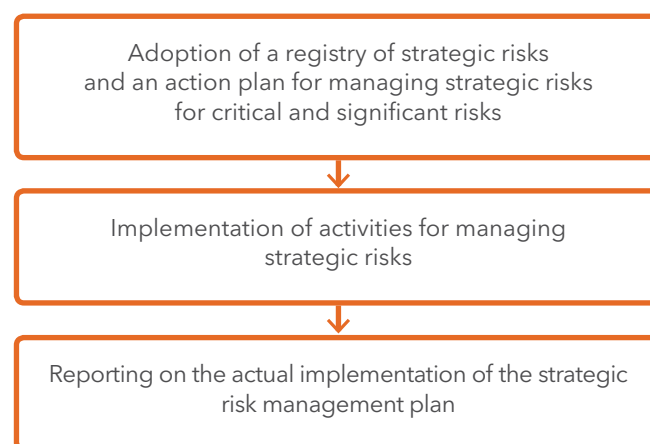 Adoption of a registry of strategic risks
and an action plan for managing strategic risks
for critical and significant risks
Implementation of activities for managing
strategic risks
Reporting on the actual implementation of the strategic
risk management plan